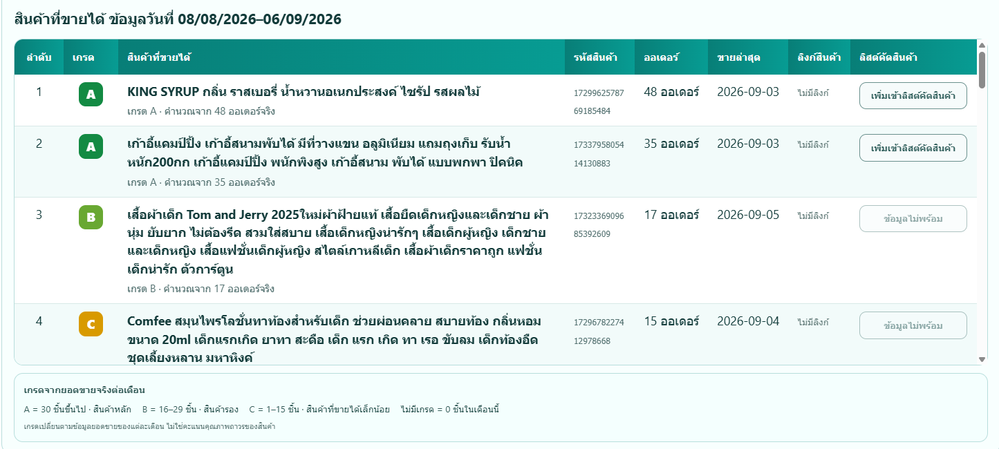 สินค้าที่ขายได้ ข้อมูลวันที่ 08/08/2026–06/09/2026
ลำดับ เกรด สินค้าที่ขายได้ รหัสสินค้า ออเดอร์ ขายล่าสุด ลิงก์สินค้า ลิสต์คัดสินค้า
1 A KING SYRUP กลิ่น ราสเบอรี่ น้ำหวานอเนกประสงค์ ไซรัป รสผลไม้ 17299625787 48 ออเดอร์ 2026-09-03 ไม่มีลิงก์ เพิ่มเข้าลิสต์คัดสินค้า
เกรด A · คำนวณจาก 48 ออเดอร์จริง 69185484
2 A เก้าอี้แคมป์ปิ้ง เก้าอี้สนามพับได้ มีที่วางแขน อลูมิเนียม แถมถุงเก็บ รับน้ำ 17337958054 35 ออเดอร์ 2026-09-03 ไม่มีลิงก์ เพิ่มเข้าลิสต์คัดสินค้า
หนัก200กก เก้าอี้แคมป์ปิ้ง พนักพิงสูง เก้าอี้สนาม พับได้ แบบพกพา ปิคนิค 14130883
เกรด A · คำนวณจาก 35 ออเดอร์จริง
3 B เสื้อผ้าเด็ก Tom and Jerry 2025ใหม่ผ้าฝ้ายแท้ เสื้อยืดเด็กหญิงและเด็กชาย ผ้า 17323369096 17 ออเดอร์ 2026-09-05 ไม่มีลิงก์ ข้อมูลไม่พร้อม
นุ่ม ยับยาก ไม่ต้องรีด สวมใส่สบาย เสื้อเด็กหญิงน่ารักๆ เสื้อเด็กผู้หญิง เด็กชาย 85392609
และเด็กหญิง เสื้อแฟชั่นเด็กผู้หญิง สไตล์เกาหลีเด็ก เสื้อผ้าเด็กราคาถูก แฟชั่น
เด็กน่ารัก ตัวการ์ตูน
เกรด B · คำนวณจาก 17 ออเดอร์จริง
4 C Comfee สมุนไพรโลชั่นทาท้องสำหรับเด็ก ช่วยผ่อนคลาย สบายท้อง กลิ่นหอม 17296782274 15 ออเดอร์ 2026-09-04 ไม่มีลิงก์ ข้อมูลไม่พร้อม
ขนาด 20ml เด็กแรกเกิด ยาทา สะดือ เด็ก แรก เกิด ทา เรอ ขับลม เด็กท้องอืด 12978668
ชุดเลี้ยงหลาน มหาหิงค์
เกรดจากยอดขายจริงต่อเดือน
A = 30 ชิ้นขึ้นไป · สินค้าหลัก B = 16–29 ชิ้น · สินค้ารอง C = 1–15 ชิ้น · สินค้าที่ขายได้เล็กน้อย ไม่มีเกรด = 0 ชิ้นในเดือนนี้
เกรดเปลี่ยนตามข้อมูลยอดขายของแต่ละเดือน ไม่ใช่คะแนนคุณภาพถาวรของสินค้า